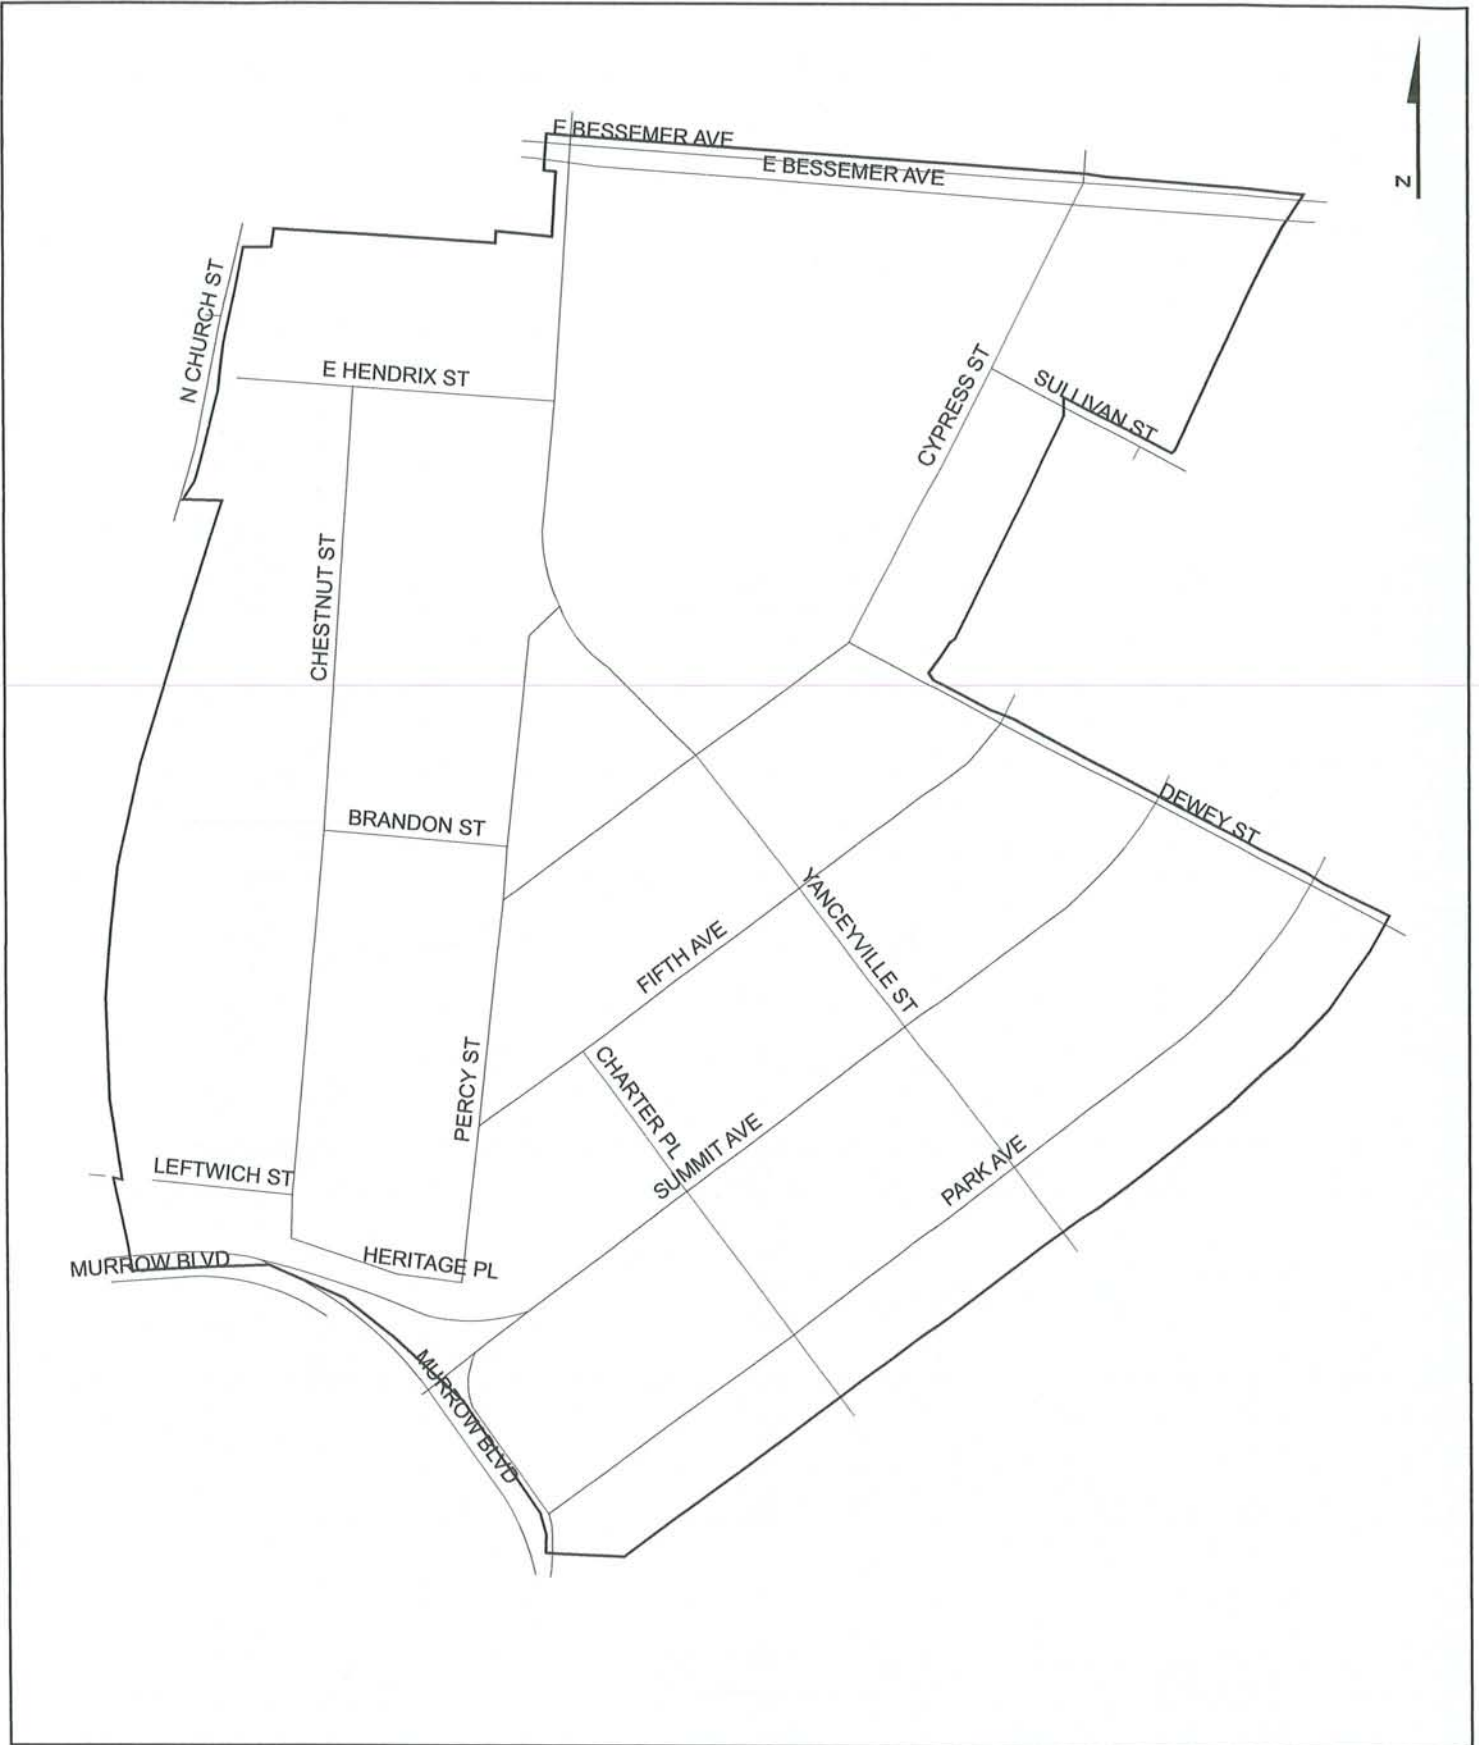 E BESSEMER AVE
E BESSEMER AVE
N
N CHURCH ST
E HENDRIX ST
CYPRESS ST
SULLIVAN ST
CHESTNUT ST
BRANDON ST
DEWEY ST
YANCEYVILLE ST
FIFTH AVE
PERCY ST
CHARTER PL
SUMMIT AVE
PARK AVE
LEFTWICH ST
HERITAGE PL
MURROW BLVD
MURROW BLVD